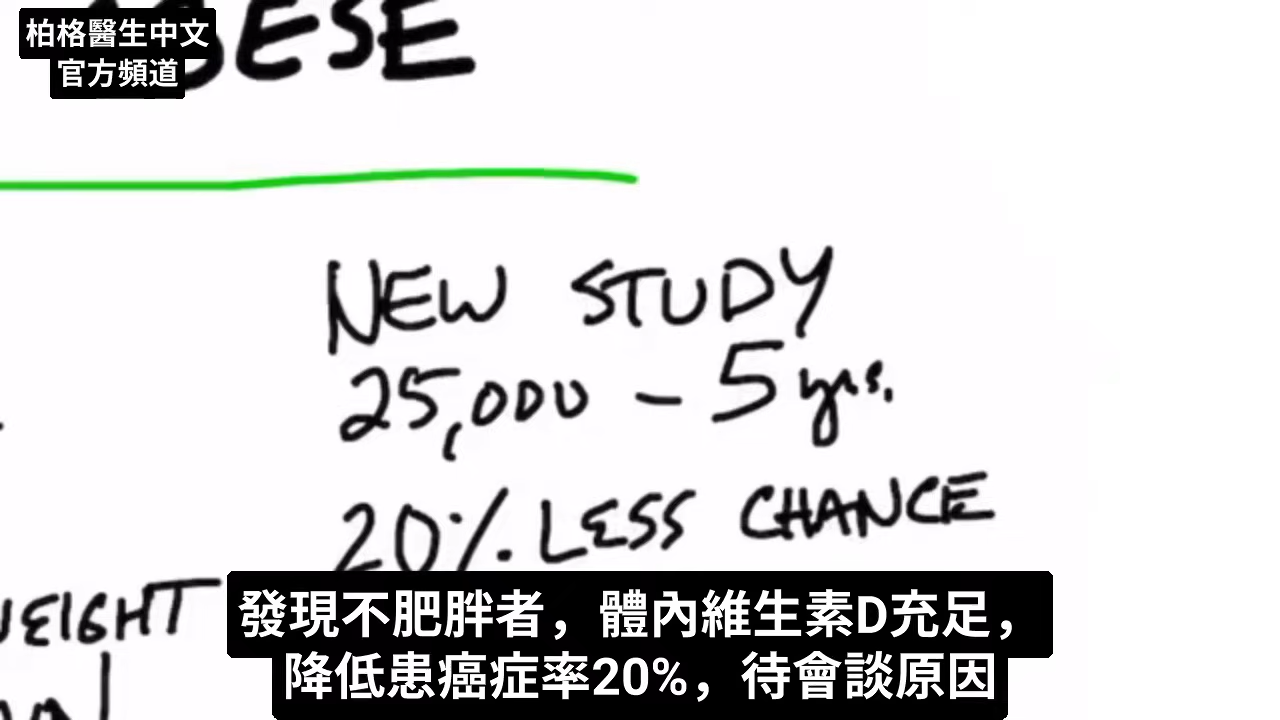 柏格醫生中文
官方頻道
ESE
NEW STUDY
25,000 – 5 yrs.
20% LESS CHANCE
EIGHT
發現不肥胖者，體內維生素D充足，
降低患癌症率20%，待會談原因